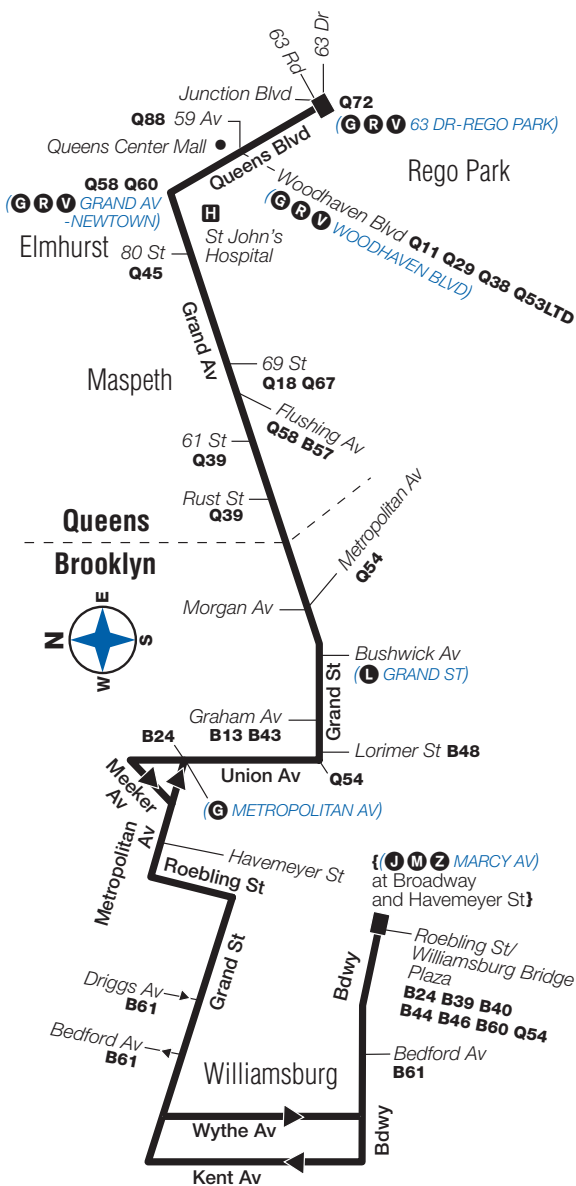 63 Rd
63 Dr
Junction Blvd
Q72
(G R V 63 DR-REGO PARK)
Q88 59 Av
Queens Center Mall
Queens Blvd
Rego Park
Q58 Q60
(G R V GRAND AV
-NEWTOWN)
Woodhaven Blvd Q11 Q29 Q38 Q53LTD
(G R V WOODHAVEN BLVD)
H
St John's
Hospital
Elmhurst
80 St
Q45
Grand Av
Maspeth
69 St
Q18 Q67
Flushing Av
Q58 B57
61 St
Q39
Rust St
Q39
Queens
Brooklyn
Metropolitan Av
Q54
E
N
S
W
Morgan Av
Bushwick Av
(L GRAND ST)
Grand St
Graham Av
B13 B43
Lorimer St B48
B24
Union Av
Q54
Meeker
Av
(G METROPOLITAN AV)
Metropolitan
Av
Havemeyer St
Roebling St
{(J M Z MARCY AV)
at Broadway
and Havemeyer St}
Grand St
Roebling St/
Williamsburg Bridge
Plaza
B24 B39 B40
B44 B46 B60 Q54
Bdwy
Driggs Av
B61
Bedford Av
B61
Williamsburg
Bedford Av
B61
Wythe Av
Bdwy
Kent Av